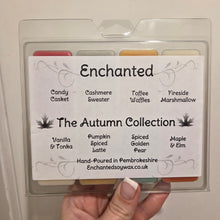 Enchanted
Candy Cashmere Toffee Fireside
Casket Sweater Waffles Marshmallow
The Autumn Collection
Vanilla Pumpkin Spiced Maple
& Tonka Spiced Golden & Elm
Latte Pear
Hand-Poured in Pembrokeshire
Enchantedsoywax.co.uk